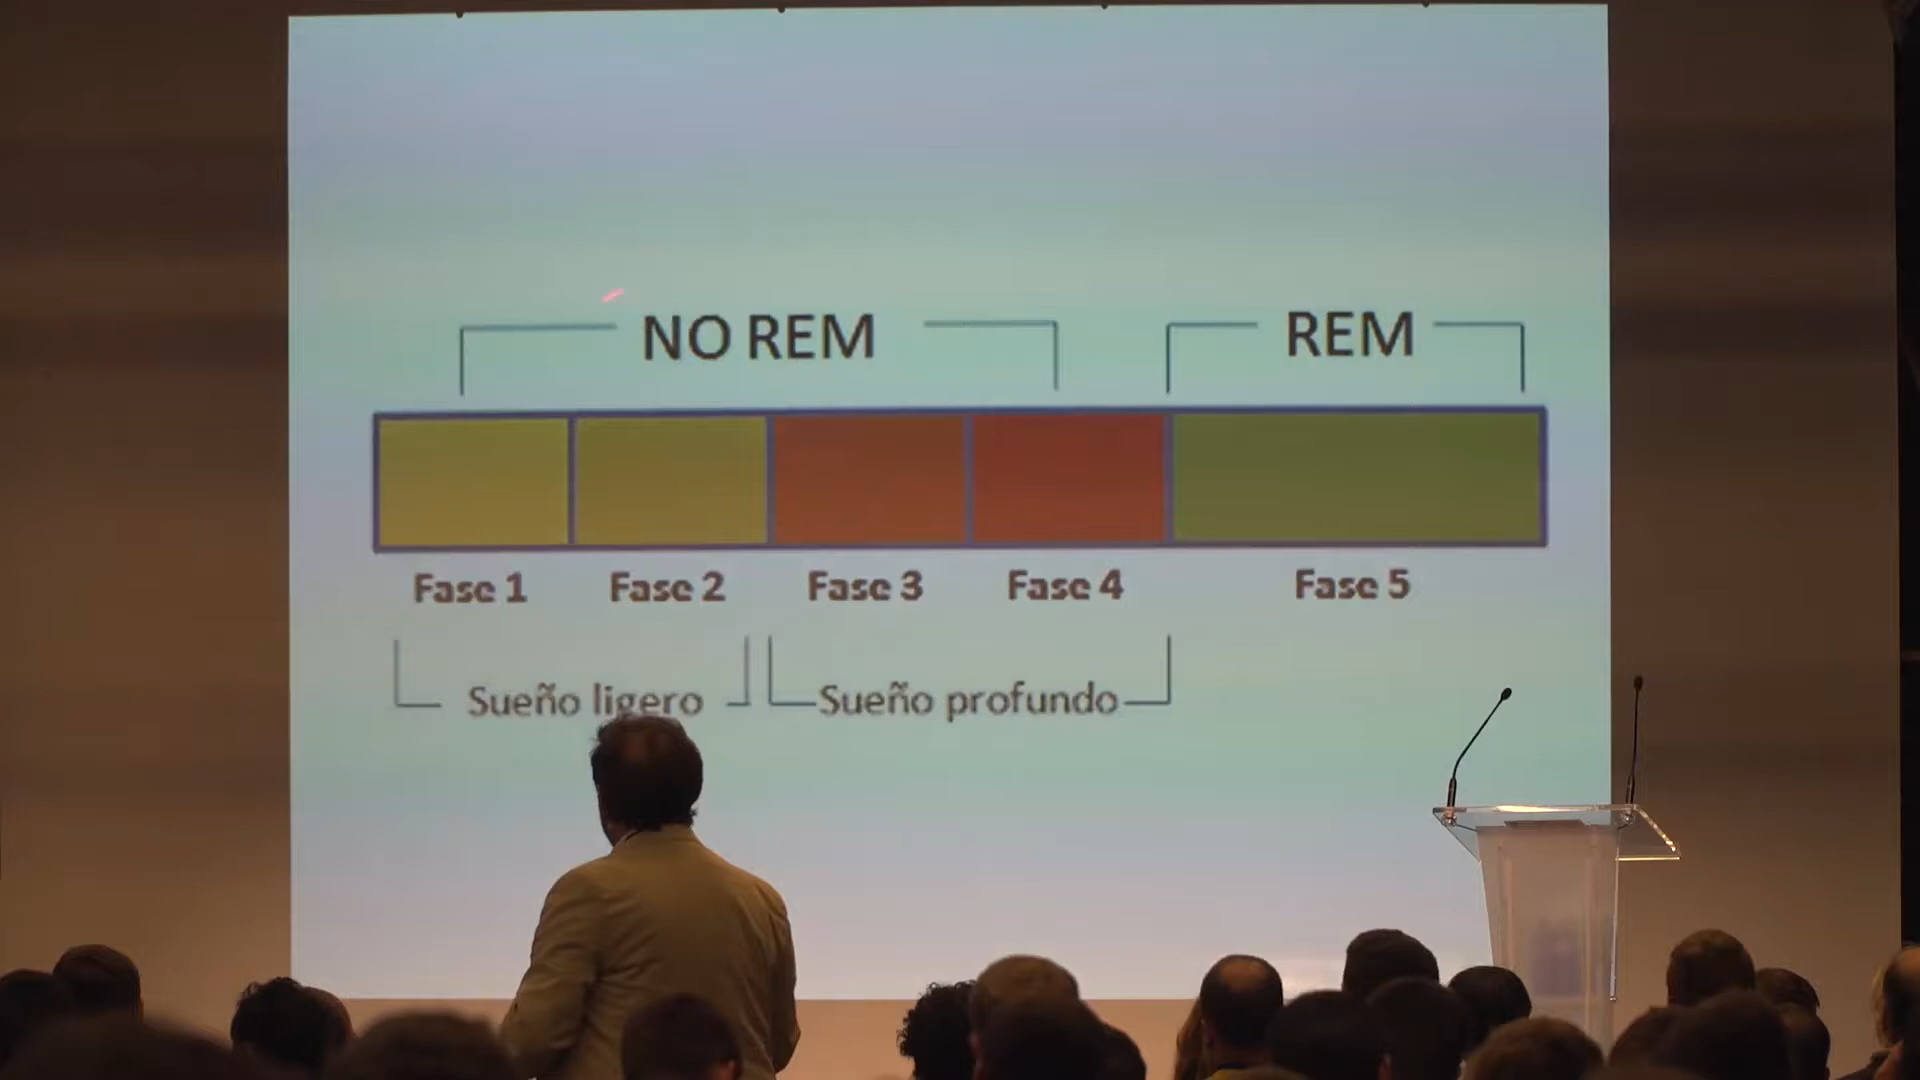 NO REM REM
Fase 1 Fase 2 Fase 3 Fase 4 Fase 5
Sueño ligero Sueño profundo